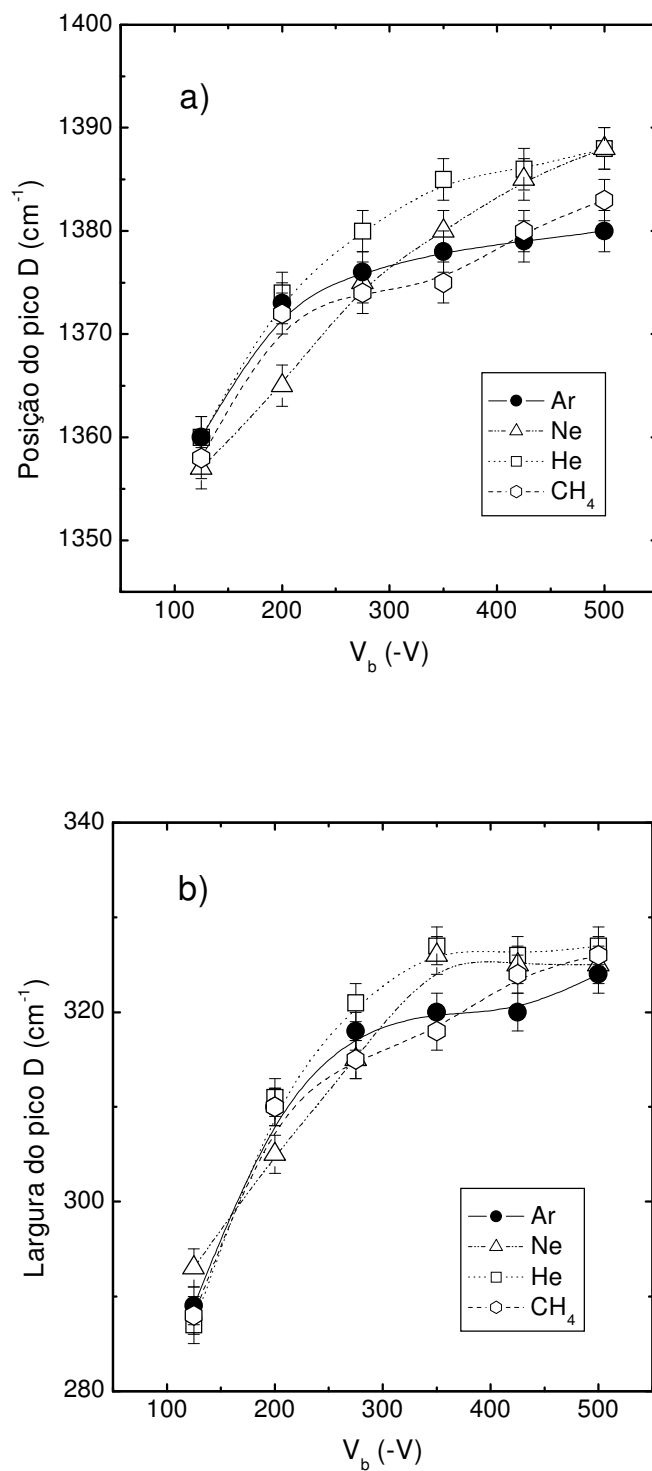 1400
a)
1390
1380
1370
1360
1350
Posição do pico D (cm⁻¹)
Ar
Ne
He
CH₄
100 200 300 400 500
V_b (-V)
340
b)
320
300
280
Largura do pico D (cm⁻¹)
Ar
Ne
He
CH₄
100 200 300 400 500
V_b (-V)